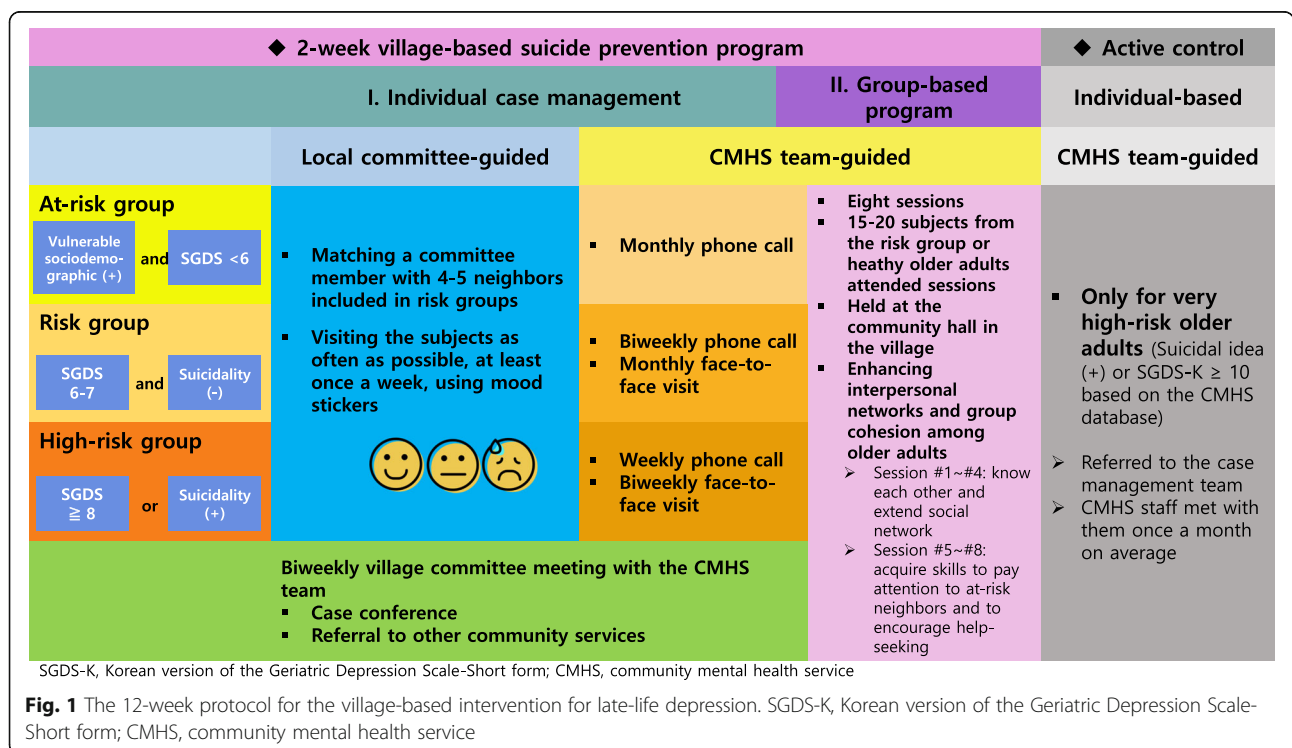 ◆ 2-week village-based suicide prevention program
◆ Active control
I. Individual case management
II. Group-based
program
Individual-based
Local committee-guided
CMHS team-guided
CMHS team-guided
At-risk group
Vulnerable
sociodemo-
graphic (+)
and
SGDS <6
Risk group
SGDS
6-7
and
Suicidality
(-)
High-risk group
SGDS
≧ 8
or
Suicidality
(+)
▪ Matching a committee
member with 4-5 neighbors
included in risk groups
▪ Visiting the subjects as
often as possible, at least
once a week, using mood
stickers
▪ Monthly phone call
▪ Biweekly phone call
▪ Monthly face-to-
face visit
▪ Weekly phone call
▪ Biweekly face-to-
face visit
Biweekly village committee meeting with the CMHS
team
▪ Case conference
▪ Referral to other community services
▪ Eight sessions
▪ 15-20 subjects from
the risk group or
heathy older adults
attended sessions
▪ Held at the
community hall in
the village
▪ Enhancing
interpersonal
networks and group
cohesion among
older adults
➢ Session #1~#4: know
each other and
extend social
network
➢ Session #5~#8:
acquire skills to pay
attention to at-risk
neighbors and to
encourage help-
seeking
▪ Only for very
high-risk older
adults (Suicidal idea
(+) or SGDS-K ≥ 10
based on the CMHS
database)
➢ Referred to the case
management team
➢ CMHS staff met with
them once a month
on average
SGDS-K, Korean version of the Geriatric Depression Scale-Short form; CMHS, community mental health service
Fig. 1 The 12-week protocol for the village-based intervention for late-life depression. SGDS-K, Korean version of the Geriatric Depression Scale-
Short form; CMHS, community mental health service